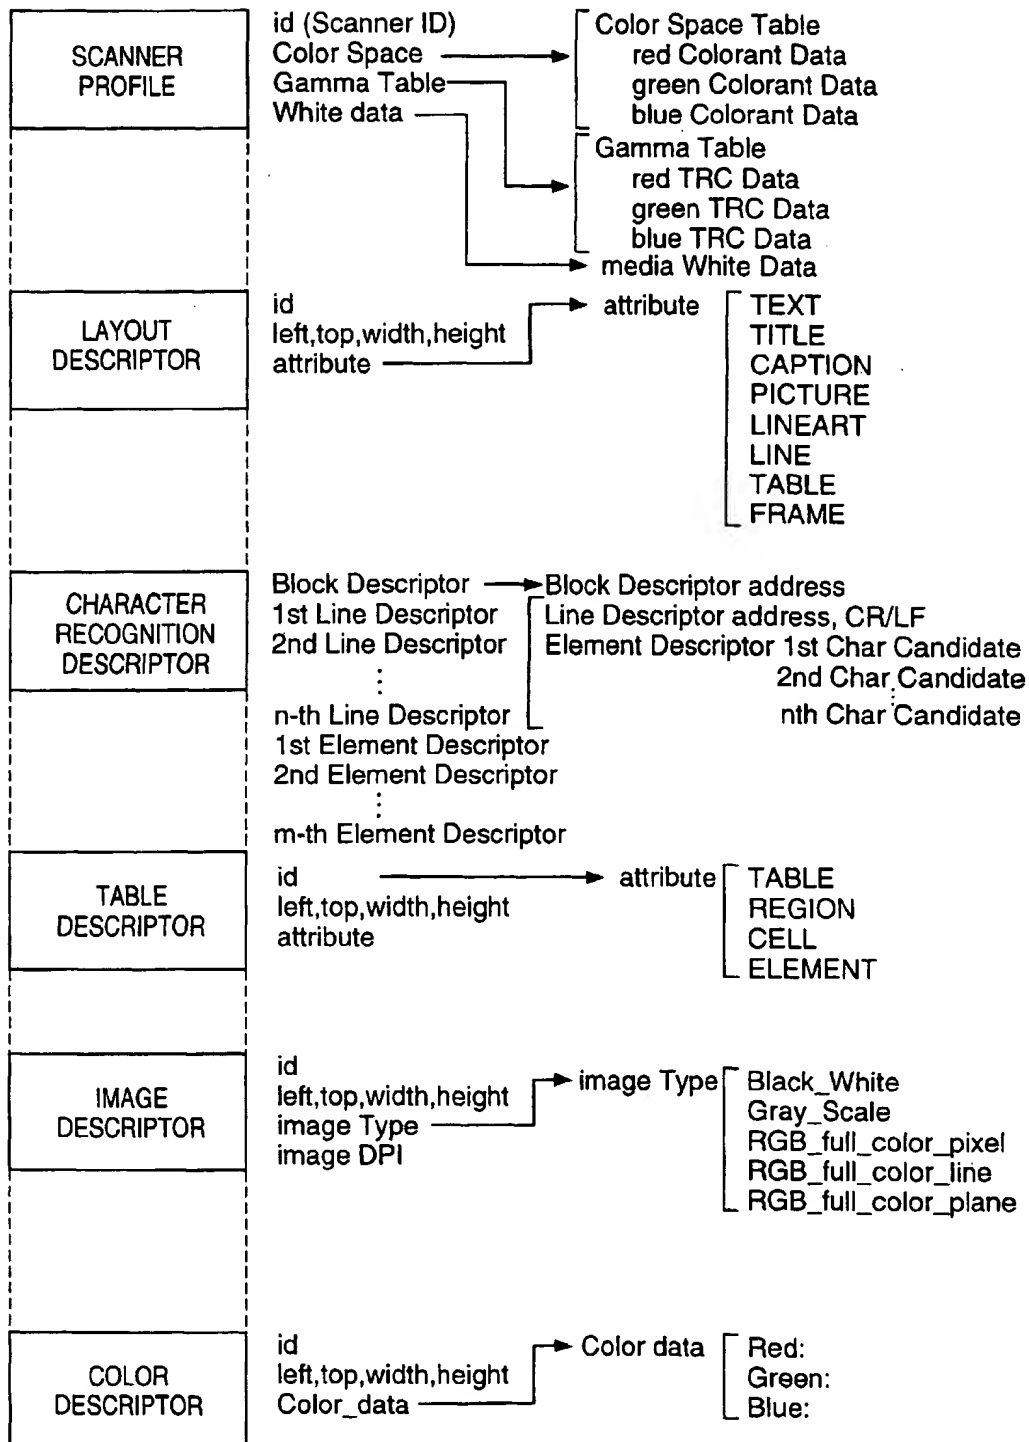 SCANNER
PROFILE
id (Scanner ID)
Color Space
Gamma Table
White data
Color Space Table
red Colorant Data
green Colorant Data
blue Colorant Data
Gamma Table
red TRC Data
green TRC Data
blue TRC Data
media White Data
LAYOUT
DESCRIPTOR
id
left,top,width,height
attribute
attribute
TEXT
TITLE
CAPTION
PICTURE
LINEART
LINE
TABLE
FRAME
CHARACTER
RECOGNITION
DESCRIPTOR
Block Descriptor
1st Line Descriptor
2nd Line Descriptor
n-th Line Descriptor
1st Element Descriptor
2nd Element Descriptor
m-th Element Descriptor
Block Descriptor address
Line Descriptor address, CR/LF
Element Descriptor 1st Char Candidate
2nd Char Candidate
nth Char Candidate
TABLE
DESCRIPTOR
id
left,top,width,height
attribute
attribute
TABLE
REGION
CELL
ELEMENT
IMAGE
DESCRIPTOR
id
left,top,width,height
image Type
image DPI
image Type
Black_White
Gray_Scale
RGB_full_color_pixel
RGB_full_color_line
RGB_full_color_plane
COLOR
DESCRIPTOR
id
left,top,width,height
Color_data
Color data
Red:
Green:
Blue: